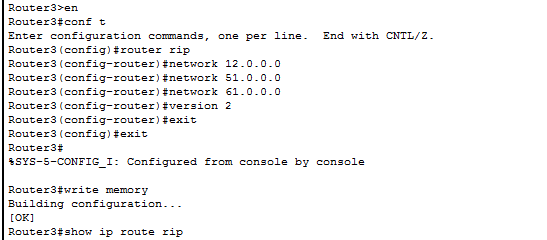 Router3>en
Router3#conf t
Enter configuration commands, one per line.  End with CNTL/Z.
Router3(config)#router rip
Router3(config-router)#network 12.0.0.0
Router3(config-router)#network 51.0.0.0
Router3(config-router)#network 61.0.0.0
Router3(config-router)#version 2
Router3(config-router)#exit
Router3(config)#exit
Router3#
%SYS-5-CONFIG_I: Configured from console by console

Router3#write memory
Building configuration...
[OK]
Router3#show ip route rip